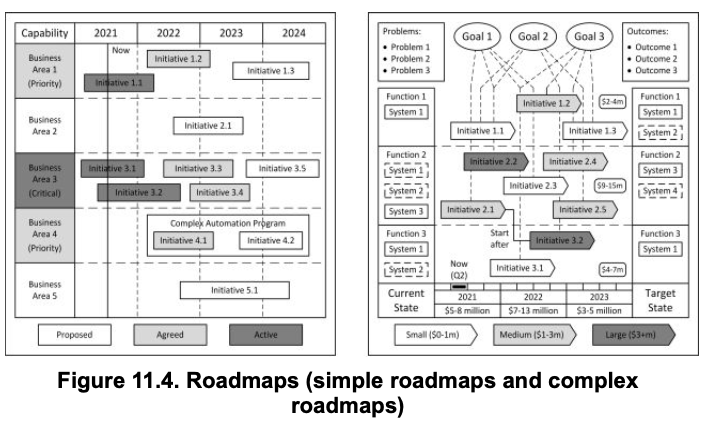 Capability 2021 2022 2023 2024
Now
Business
Area 1
(Priority)
Initiative 1.2
Initiative 1.3
Initiative 1.1
Business
Area 2
Initiative 2.1
Business
Area 3
(Critical)
Initiative 3.1
Initiative 3.3
Initiative 3.5
Initiative 3.2
Initiative 3.4
Business
Area 4
(Priority)
Complex Automation Program
Initiative 4.1
Initiative 4.2
Business
Area 5
Initiative 5.1
Proposed
Agreed
Active
Problems:
• Problem 1
• Problem 2
• Problem 3
Goal 1
Goal 2
Goal 3
Outcomes:
• Outcome 1
• Outcome 2
• Outcome 3
Function 1
System 1
Initiative 1.2
$2-4m
Initiative 1.1
Initiative 1.3
Function 1
System 1
System 2
Function 2
System 1
System 2
System 3
Initiative 2.2
Initiative 2.4
Initiative 2.3
$9-15m
Initiative 2.1
Initiative 2.5
Function 2
System 3
System 4
Function 3
System 1
System 2
Start
after
Initiative 3.2
Initiative 3.1
$4-7m
Function 3
System 1
Now
(Q2)
Current
State
2021 2022 2023
$5-8 million $7-13 million $3-5 million
Target
State
Small ($0-1m)
Medium ($1-3m)
Large ($3+m)
Figure 11.4. Roadmaps (simple roadmaps and complex
roadmaps)